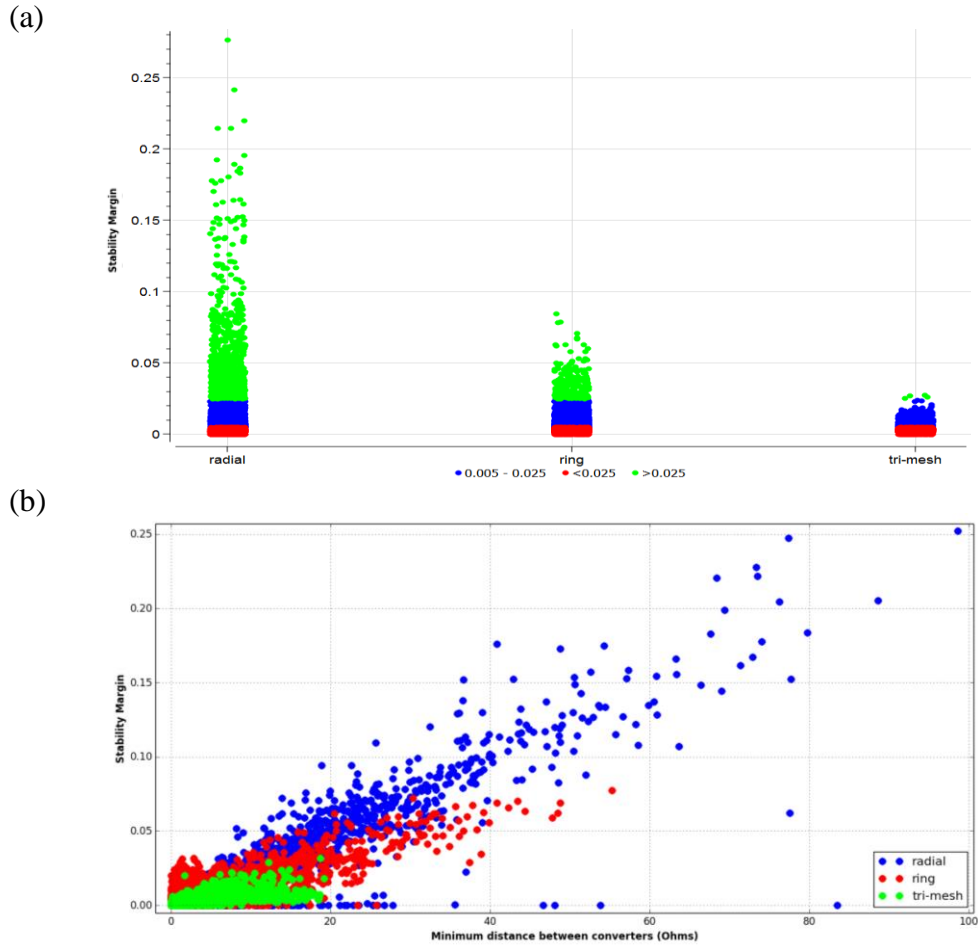 (a)
Stability Margin
0.25
0.2
0.15
0.1
0.05
0
radial ring tri-mesh
0.005 - 0.025 <0.025 >0.025
(b)
Stability Margin
0.25
0.20
0.15
0.10
0.05
0.00
radial
ring
tri-mesh
0 20 40 60 80 100
Minimum distance between converters (Ohms)